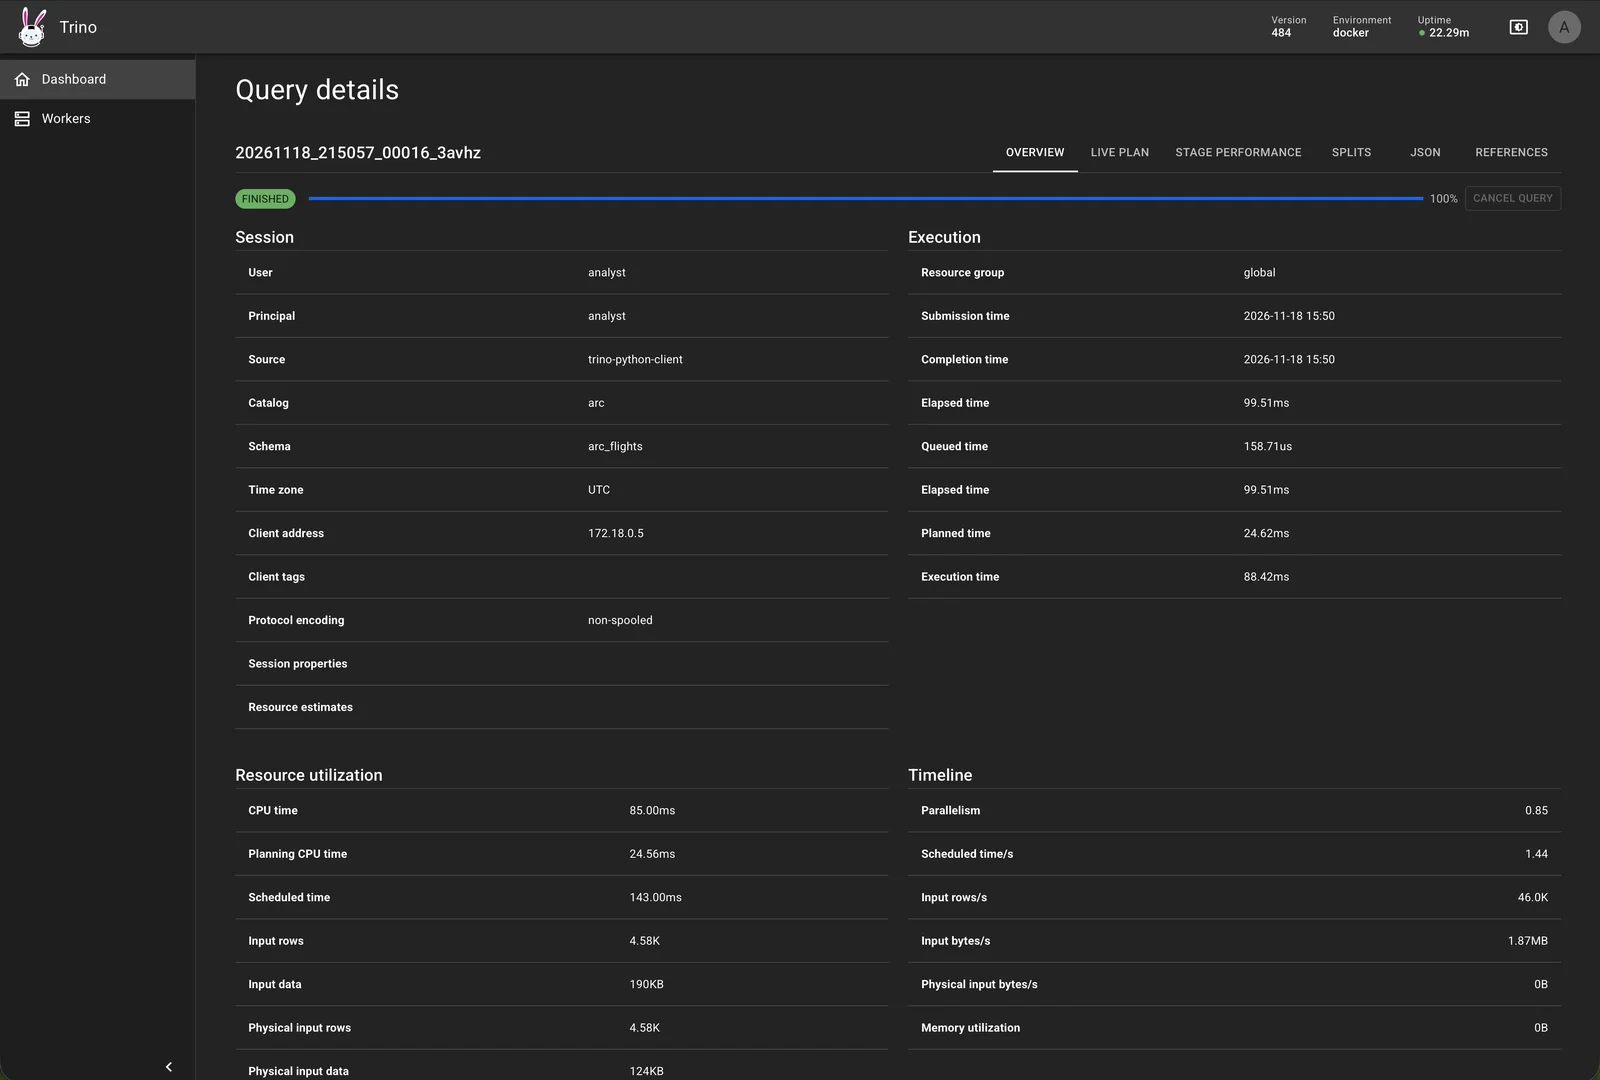 Trino
Version
484
Environment
docker
Uptime
22.29m
A
Dashboard
Workers
Query details
20261118_215057_00016_3avhz
OVERVIEW
LIVE PLAN
STAGE PERFORMANCE
SPLITS
JSON
REFERENCES
FINISHED
100%
CANCEL QUERY
Session
User analyst
Principal analyst
Source trino-python-client
Catalog arc
Schema arc_flights
Time zone UTC
Client address 172.18.0.5
Client tags
Protocol encoding non-spooled
Session properties
Resource estimates
Execution
Resource group global
Submission time 2026-11-18 15:50
Completion time 2026-11-18 15:50
Elapsed time 99.51ms
Queued time 158.71us
Elapsed time 99.51ms
Planned time 24.62ms
Execution time 88.42ms
Resource utilization
CPU time 85.00ms
Planning CPU time 24.56ms
Scheduled time 143.00ms
Input rows 4.58K
Input data 190KB
Physical input rows 4.58K
Physical input data 124KB
Timeline
Parallelism 0.85
Scheduled time/s 1.44
Input rows/s 46.0K
Input bytes/s 1.87MB
Physical input bytes/s 0B
Memory utilization 0B